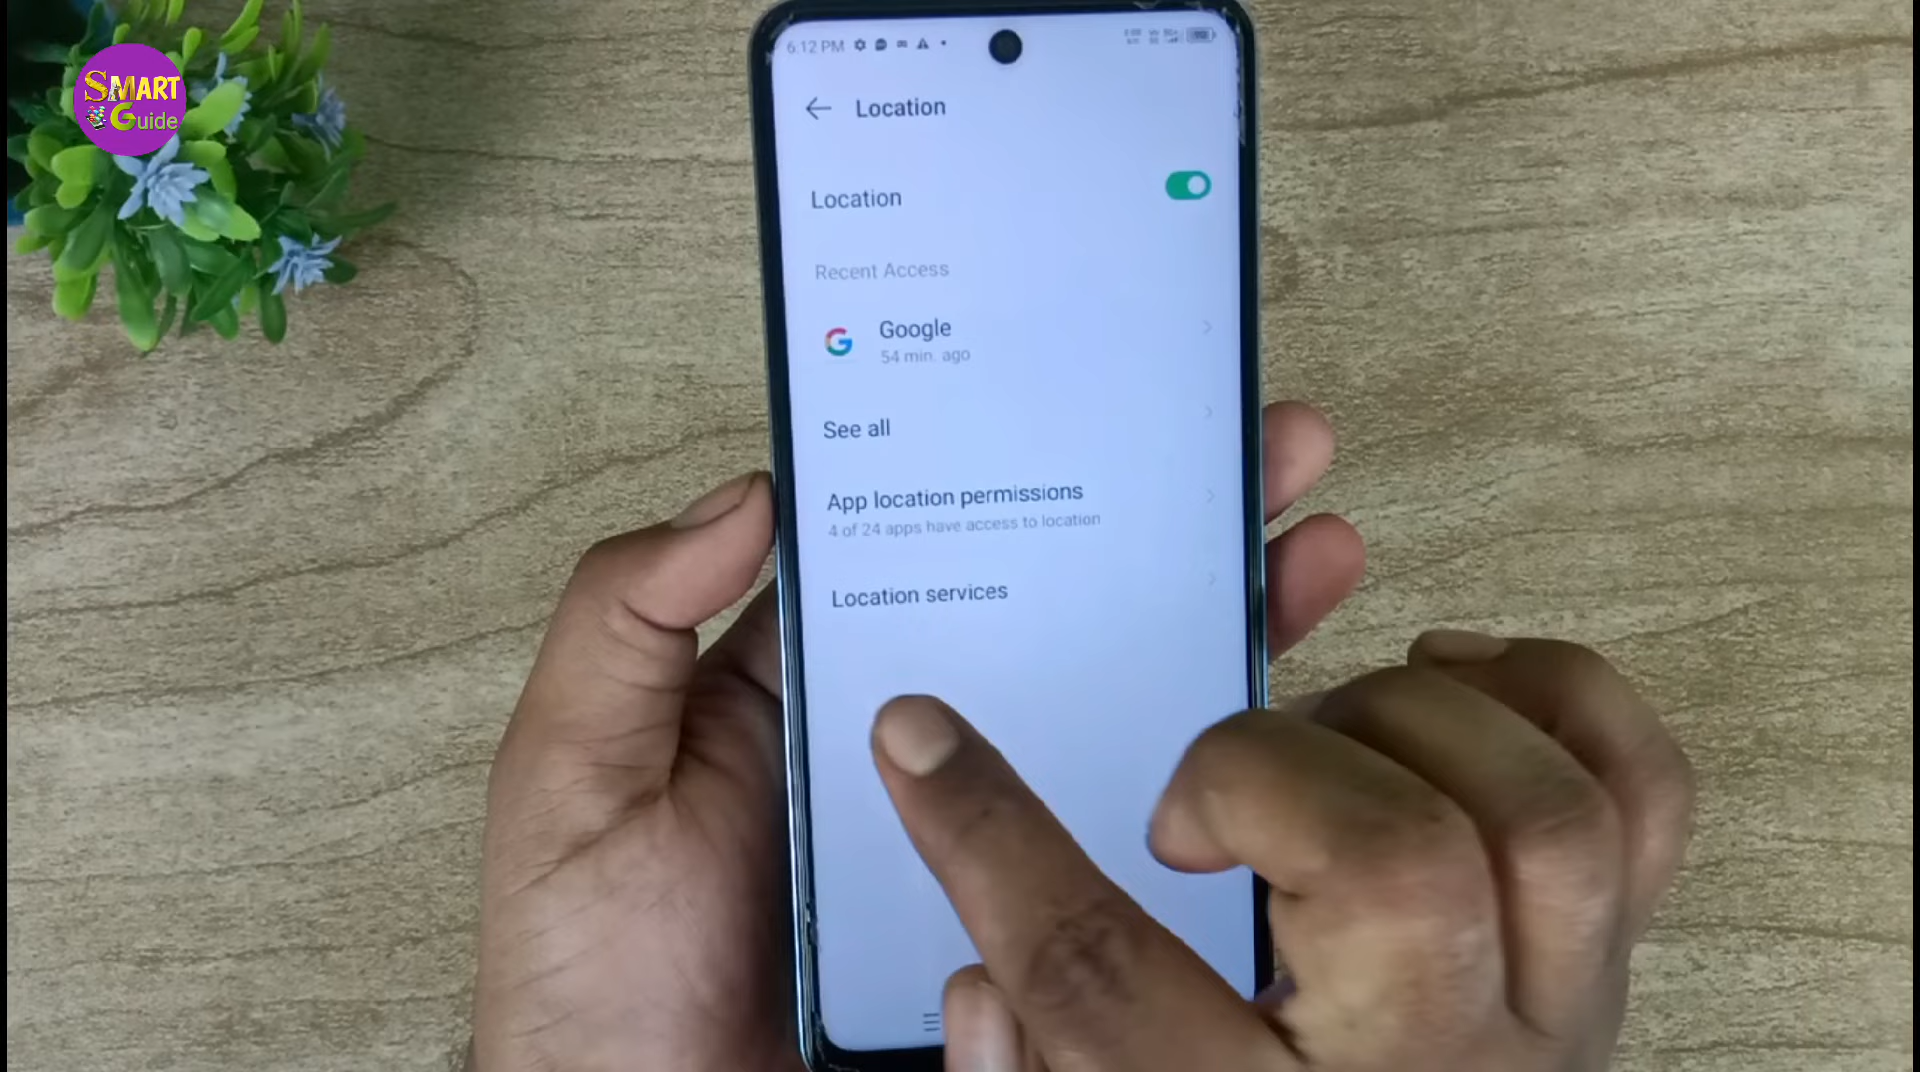 SMART
Guide
6:12 PM
Location
Location
Recent Access
Google
54 min. ago
See all
App location permissions
4 of 24 apps have access to location
Location services